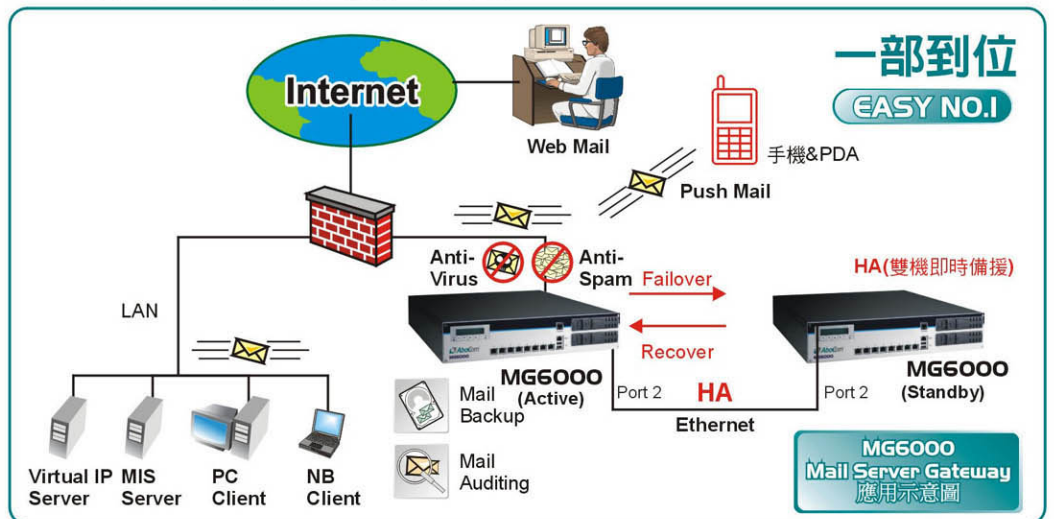 一部到位
EASY NO.1
Internet
Web Mail
手機&PDA
Push Mail
Anti-
Virus
Anti-
Spam
Failover
Recover
HA(雙機即時備援)
LAN
AboCom
MG6000
(Active)
Port 2
HA
Ethernet
Port 2
MG6000
(Standby)
Mail
Backup
Mail
Auditing
Virtual IP
Server
MIS
Server
PC
Client
NB
Client
MG6000
Mail Server Gateway
應用示意圖